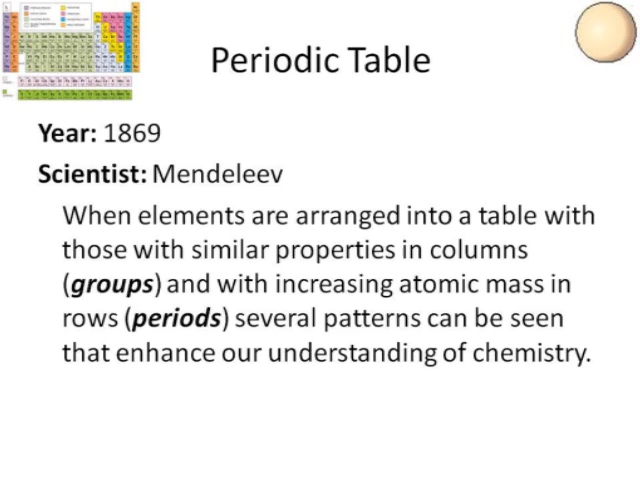 Periodic Table
Year: 1869
Scientist: Mendeleev
When elements are arranged into a table with
those with similar properties in columns
(groups) and with increasing atomic mass in
rows (periods) several patterns can be seen
that enhance our understanding of chemistry.